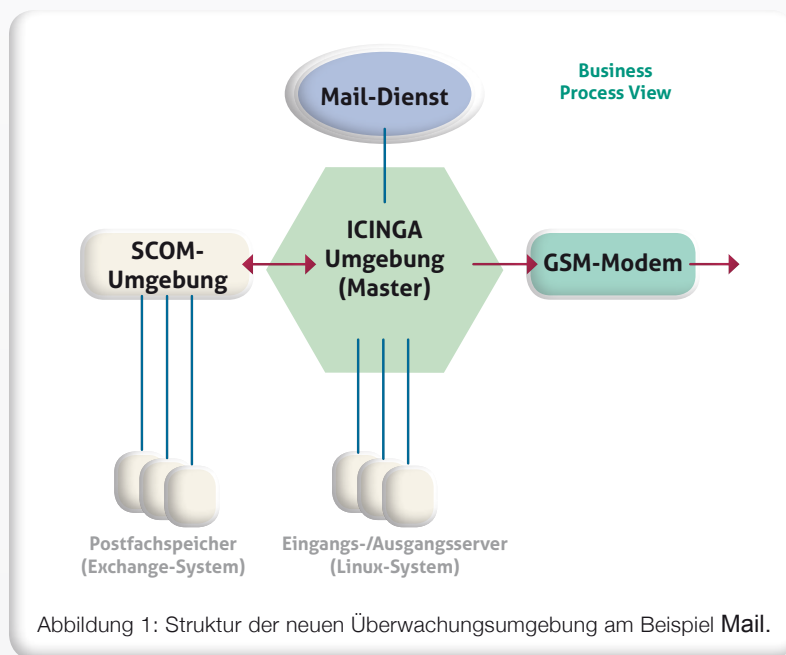 Mail-Dienst
Business
Process View
SCOM-
Umgebung
ICINGA
Umgebung
(Master)
GSM-Modem
Postfachspeicher
(Exchange-System)
Eingangs-/Ausgangsserver
(Linux-System)
Abbildung 1: Struktur der neuen Überwachungsumgebung am Beispiel Mail.